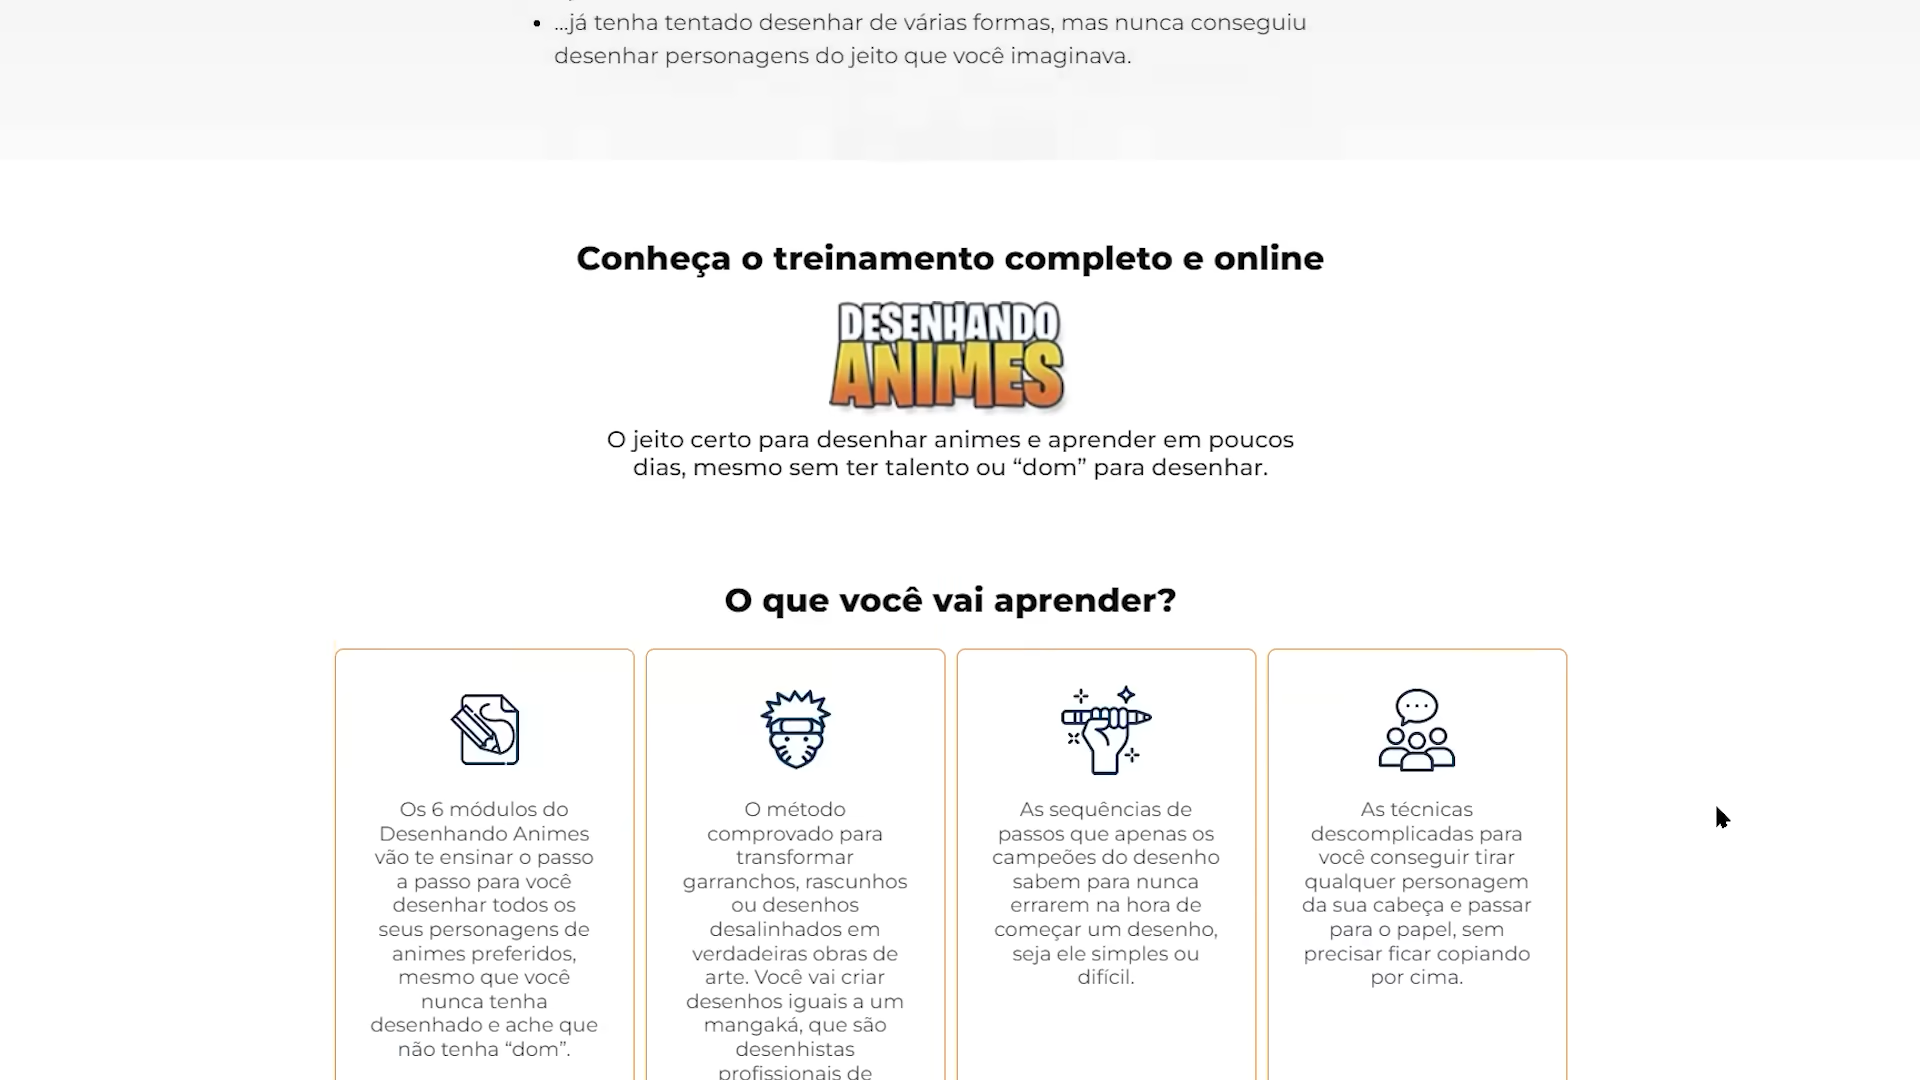 ...já tenha tentado desenhar de várias formas, mas nunca conseguiu
desenhar personagens do jeito que você imaginava.
Conheça o treinamento completo e online
DESENHANDO
ANIMES
O jeito certo para desenhar animes e aprender em poucos
dias, mesmo sem ter talento ou “dom” para desenhar.
O que você vai aprender?
Os 6 módulos do
Desenhando Animes
vão te ensinar o passo
a passo para você
desenhar todos os
seus personagens de
animes preferidos,
mesmo que você
nunca tenha
desenhado e ache que
não tenha “dom”.
O método
comprovado para
transformar
garranchos, rascunhos
ou desenhos
desalinhados em
verdadeiras obras de
arte. Você vai criar
desenhos iguais a um
mangaká, que são
desenhistas
profissionais de
As sequências de
passos que apenas os
campeões do desenho
sabem para nunca
errarem na hora de
começar um desenho,
seja ele simples ou
difícil.
As técnicas
descomplicadas para
você conseguir tirar
qualquer personagem
da sua cabeça e passar
para o papel, sem
precisar ficar copiando
por cima.